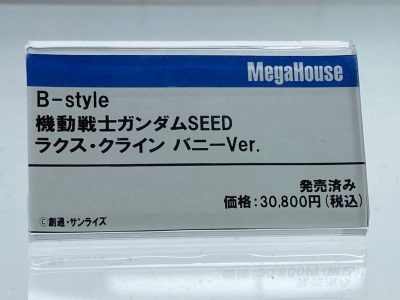 MegaHouse
B-style
機動戦士ガンダムSEED
ラクス・クライン バニーVer.
発売済み
価格:30,800円(税込)
©創通・サンライズ